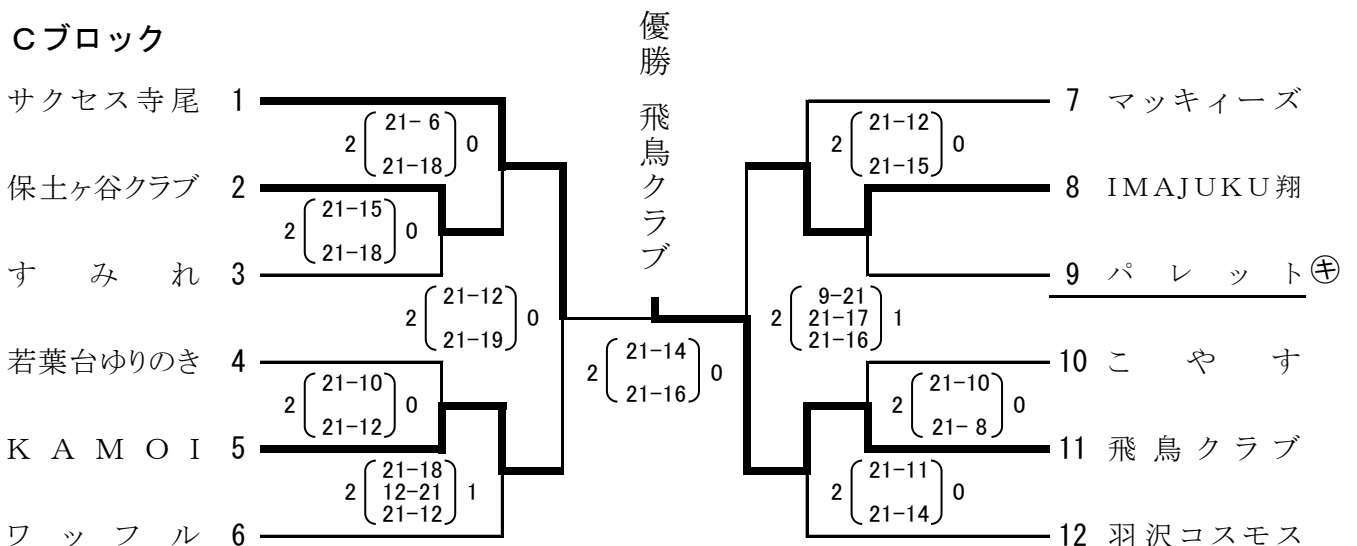 Cブロック
優勝 飛鳥クラブ
サクセス寺尾 1
2 21- 6 0
21-18
保土ヶ谷クラブ 2
2 21-15 0
21-18
すみれ 3
2 21-12 0
21-19
若葉台ゆりのき 4
2 21-10 0
21-12
KAMOI 5
2 21-18 1
12-21
21-12
ワッフル 6
2 21-14 0
21-16
7 マッキィーズ
2 21-12 0
21-15
8 IMAJUKU翔
9 パレット㋖
2 9-21 1
21-17
21-16
10 こやす
2 21-10 0
21- 8
11 飛鳥クラブ
2 21-11 0
21-14
12 羽沢コスモス